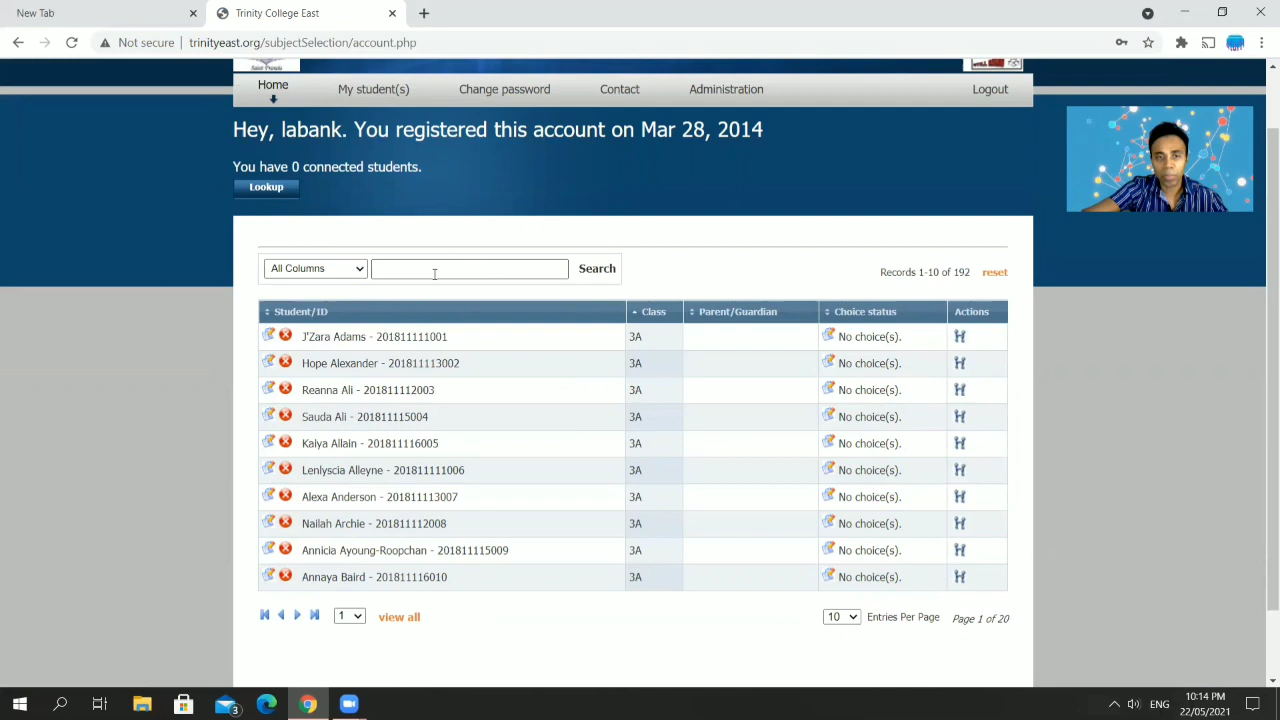 New Tab
Trinity College East
Not secure trinityeast.org/subjectSelection/account.php
Home My student(s) Change password Contact Administration Logout
Hey, labank. You registered this account on Mar 28, 2014
You have 0 connected students.
Lookup
All Columns Search Records 1-10 of 192 reset
Student/ID Class Parent/Guardian Choice status Actions
J'Zara Adams - 201811111001 3A No choice(s).
Hope Alexander - 201811113002 3A No choice(s).
Reanna Ali - 201811112003 3A No choice(s).
Sauda Ali - 201811115004 3A No choice(s).
Kaiya Allain - 201811116005 3A No choice(s).
Lenlyscia Alleyne - 201811111006 3A No choice(s).
Alexa Anderson - 201811113007 3A No choice(s).
Nailah Archie - 201811112008 3A No choice(s).
Annicia Ayoung-Roopchan - 201811115009 3A No choice(s).
Annaya Baird - 201811116010 3A No choice(s).
1 view all 10 Entries Per Page Page 1 of 20
3 ENG 10:14 PM
22/05/2021